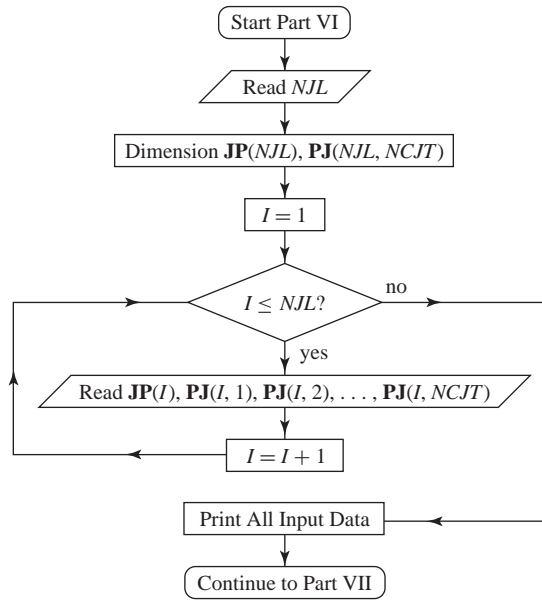 Start Part VI
Read NJL
Dimension JP(NJL), PJ(NJL, NCJT)
I = 1
I ≤ NJL?
no
yes
Read JP(I), PJ(I, 1), PJ(I, 2), . . . , PJ(I, NCJT)
I = I + 1
Print All Input Data
Continue to Part VII